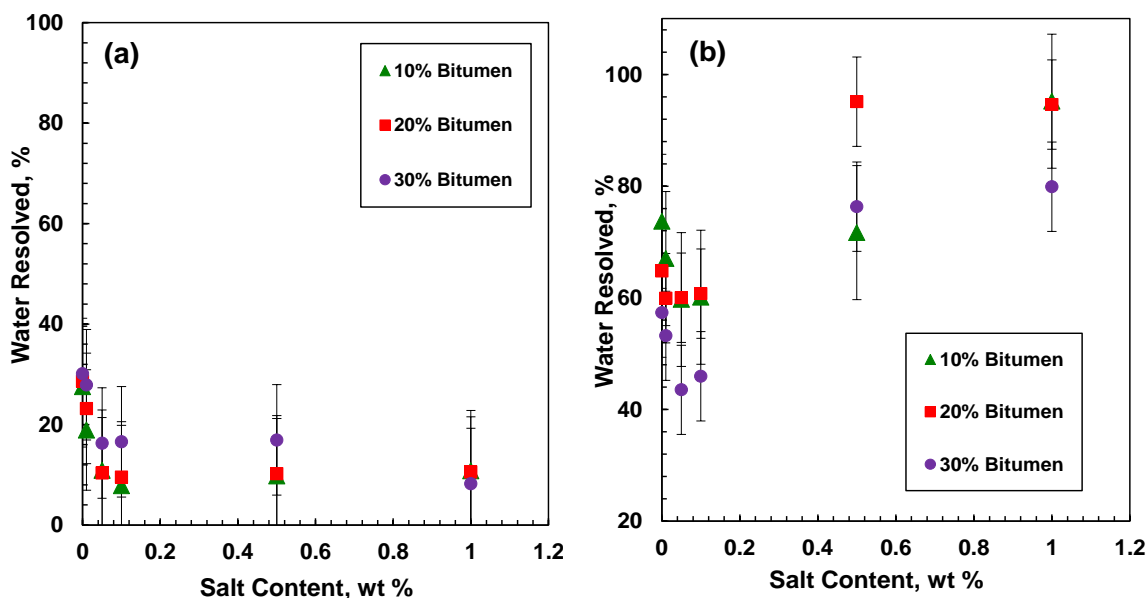 (a)
10% Bitumen
20% Bitumen
30% Bitumen
Water Resolved, %
100
80
60
40
20
0
0 0.2 0.4 0.6 0.8 1 1.2
Salt Content, wt %
(b)
Water Resolved, %
100
80
60
40
20
10% Bitumen
20% Bitumen
30% Bitumen
0 0.2 0.4 0.6 0.8 1 1.2
Salt Content, wt %